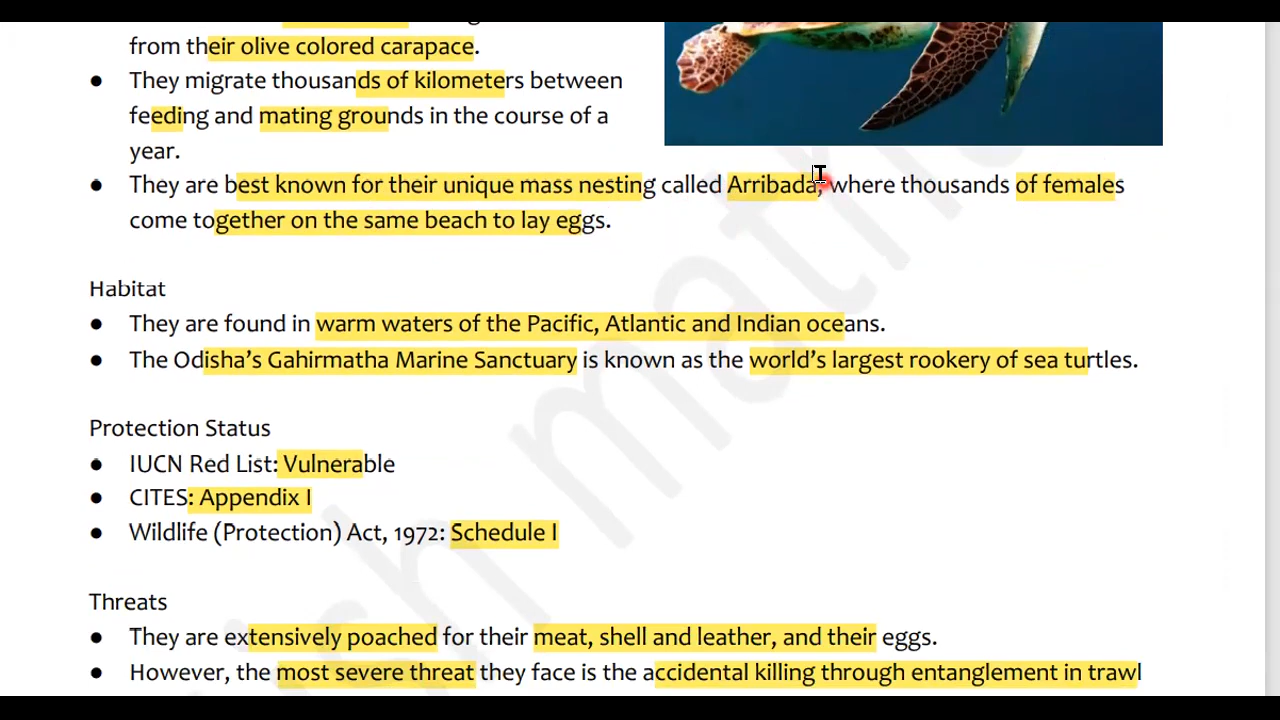 from their olive colored carapace.
● They migrate thousands of kilometers between
feeding and mating grounds in the course of a
year.
● They are best known for their unique mass nesting called Arribada, where thousands of females
come together on the same beach to lay eggs.
Habitat
● They are found in warm waters of the Pacific, Atlantic and Indian oceans.
● The Odisha’s Gahirmatha Marine Sanctuary is known as the world’s largest rookery of sea turtles.
Protection Status
● IUCN Red List: Vulnerable
● CITES: Appendix I
● Wildlife (Protection) Act, 1972: Schedule I
Threats
● They are extensively poached for their meat, shell and leather, and their eggs.
● However, the most severe threat they face is the accidental killing through entanglement in trawl